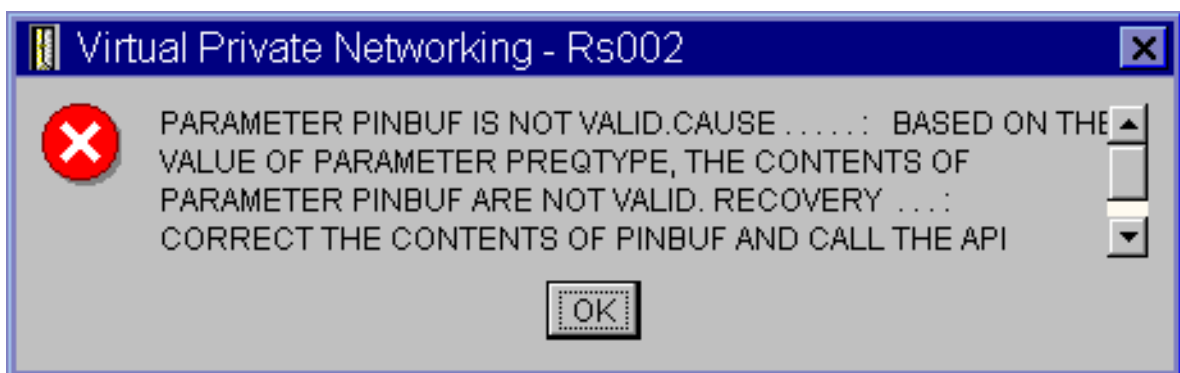 Virtual Private Networking - Rs002
PARAMETER PINBUF IS NOT VALID.CAUSE . . . . . :   BASED ON THE
VALUE OF PARAMETER PREQTYPE, THE CONTENTS OF
PARAMETER PINBUF ARE NOT VALID. RECOVERY  . . . :
CORRECT THE CONTENTS OF PINBUF AND CALL THE API
OK